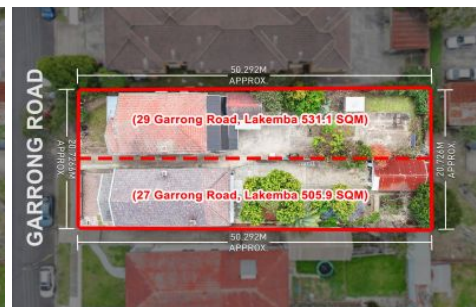 50.292M
APPROX
GARRONG ROAD
20.726M
APPROX
(29 Garrong Road, Lakemba 531.1 SQM)
(27 Garrong Road, Lakemba 505.9 SQM)
20.726M
APPROX
50.292M
APPROX